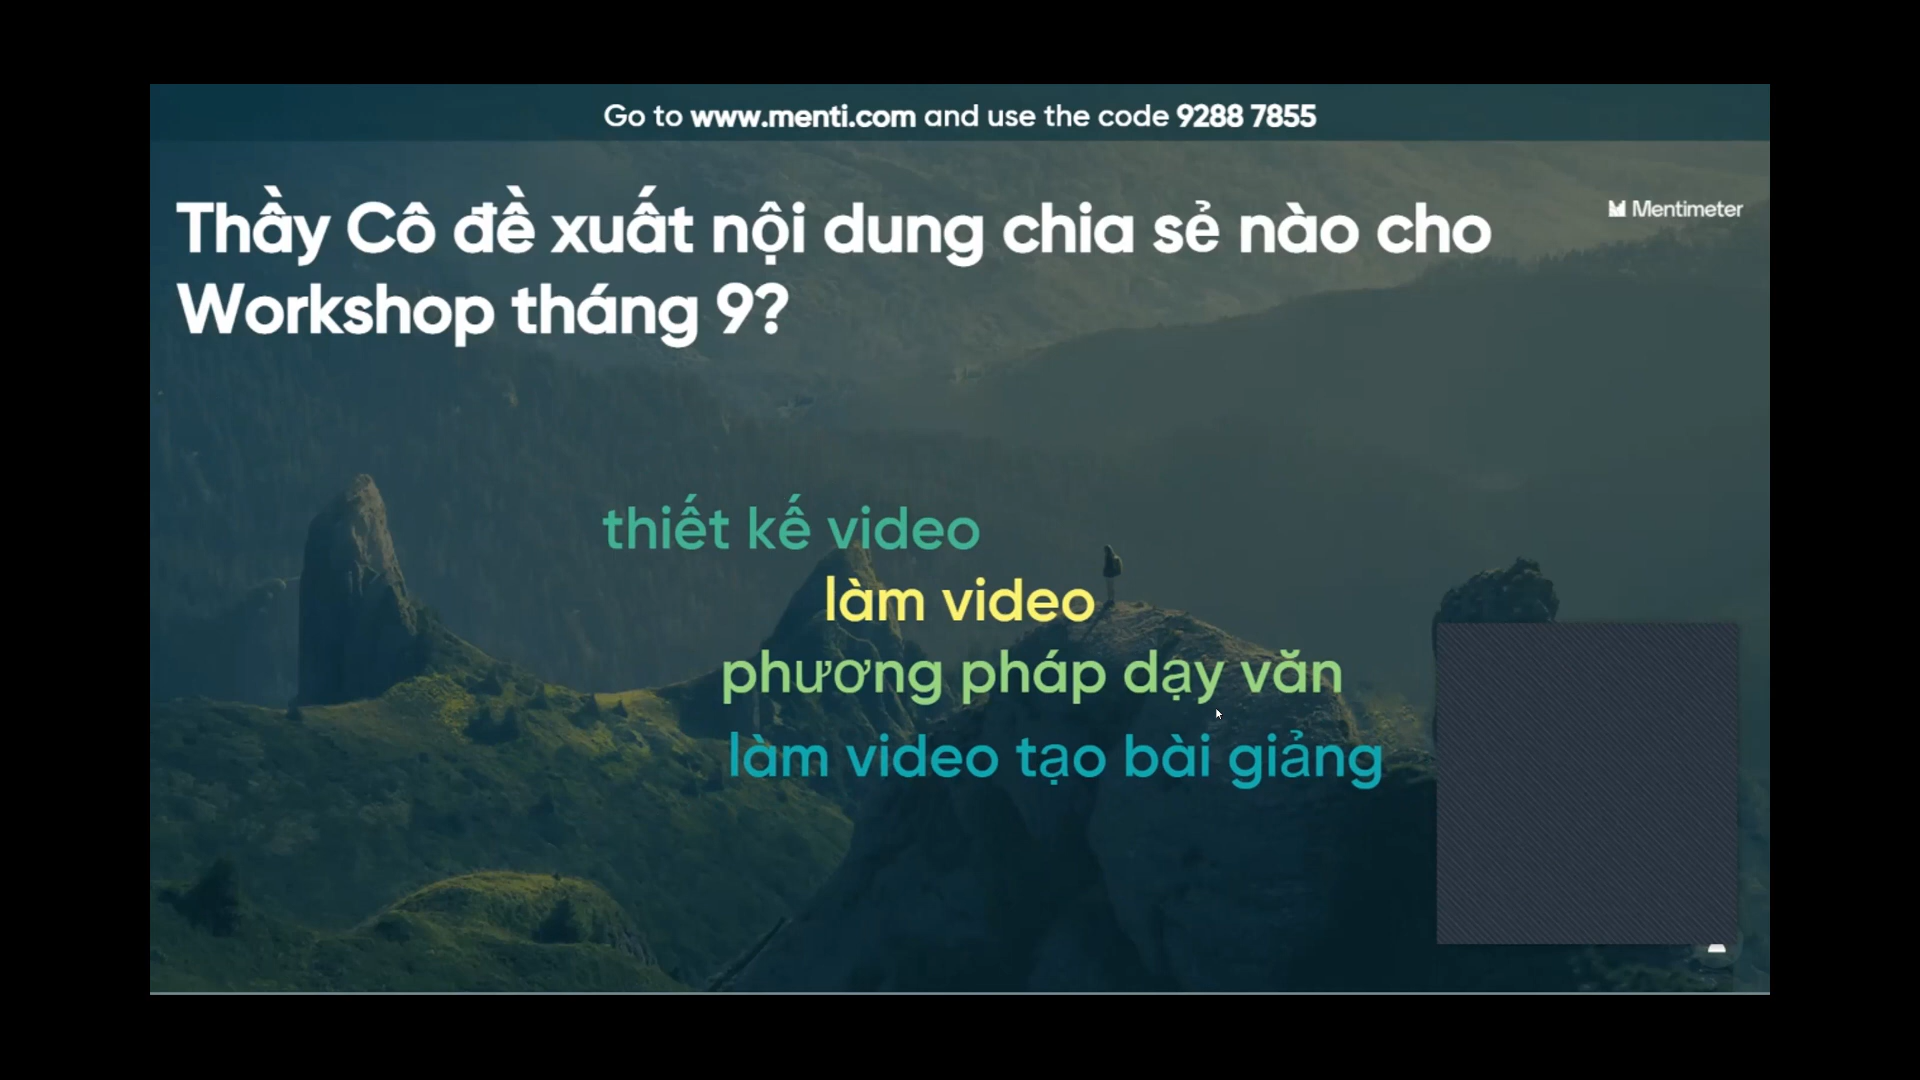 Go to www.menti.com and use the code 9288 7855
Thầy Cô đề xuất nội dung chia sẻ nào cho
Workshop tháng 9?
Mentimeter
thiết kế video
làm video
phương pháp dạy văn
làm video tạo bài giảng